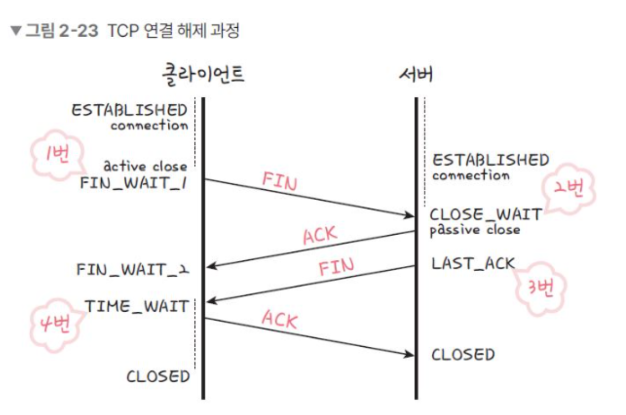 ▼ 그림 2-23 TCP 연결 해제 과정
클라이언트
서버
ESTABLISHED
connection
1번
active close
FIN_WAIT_1
FIN
ESTABLISHED
connection
2번
CLOSE_WAIT
passive close
ACK
FIN_WAIT_2
FIN
LAST_ACK
3번
TIME_WAIT
4번
ACK
CLOSED
CLOSED